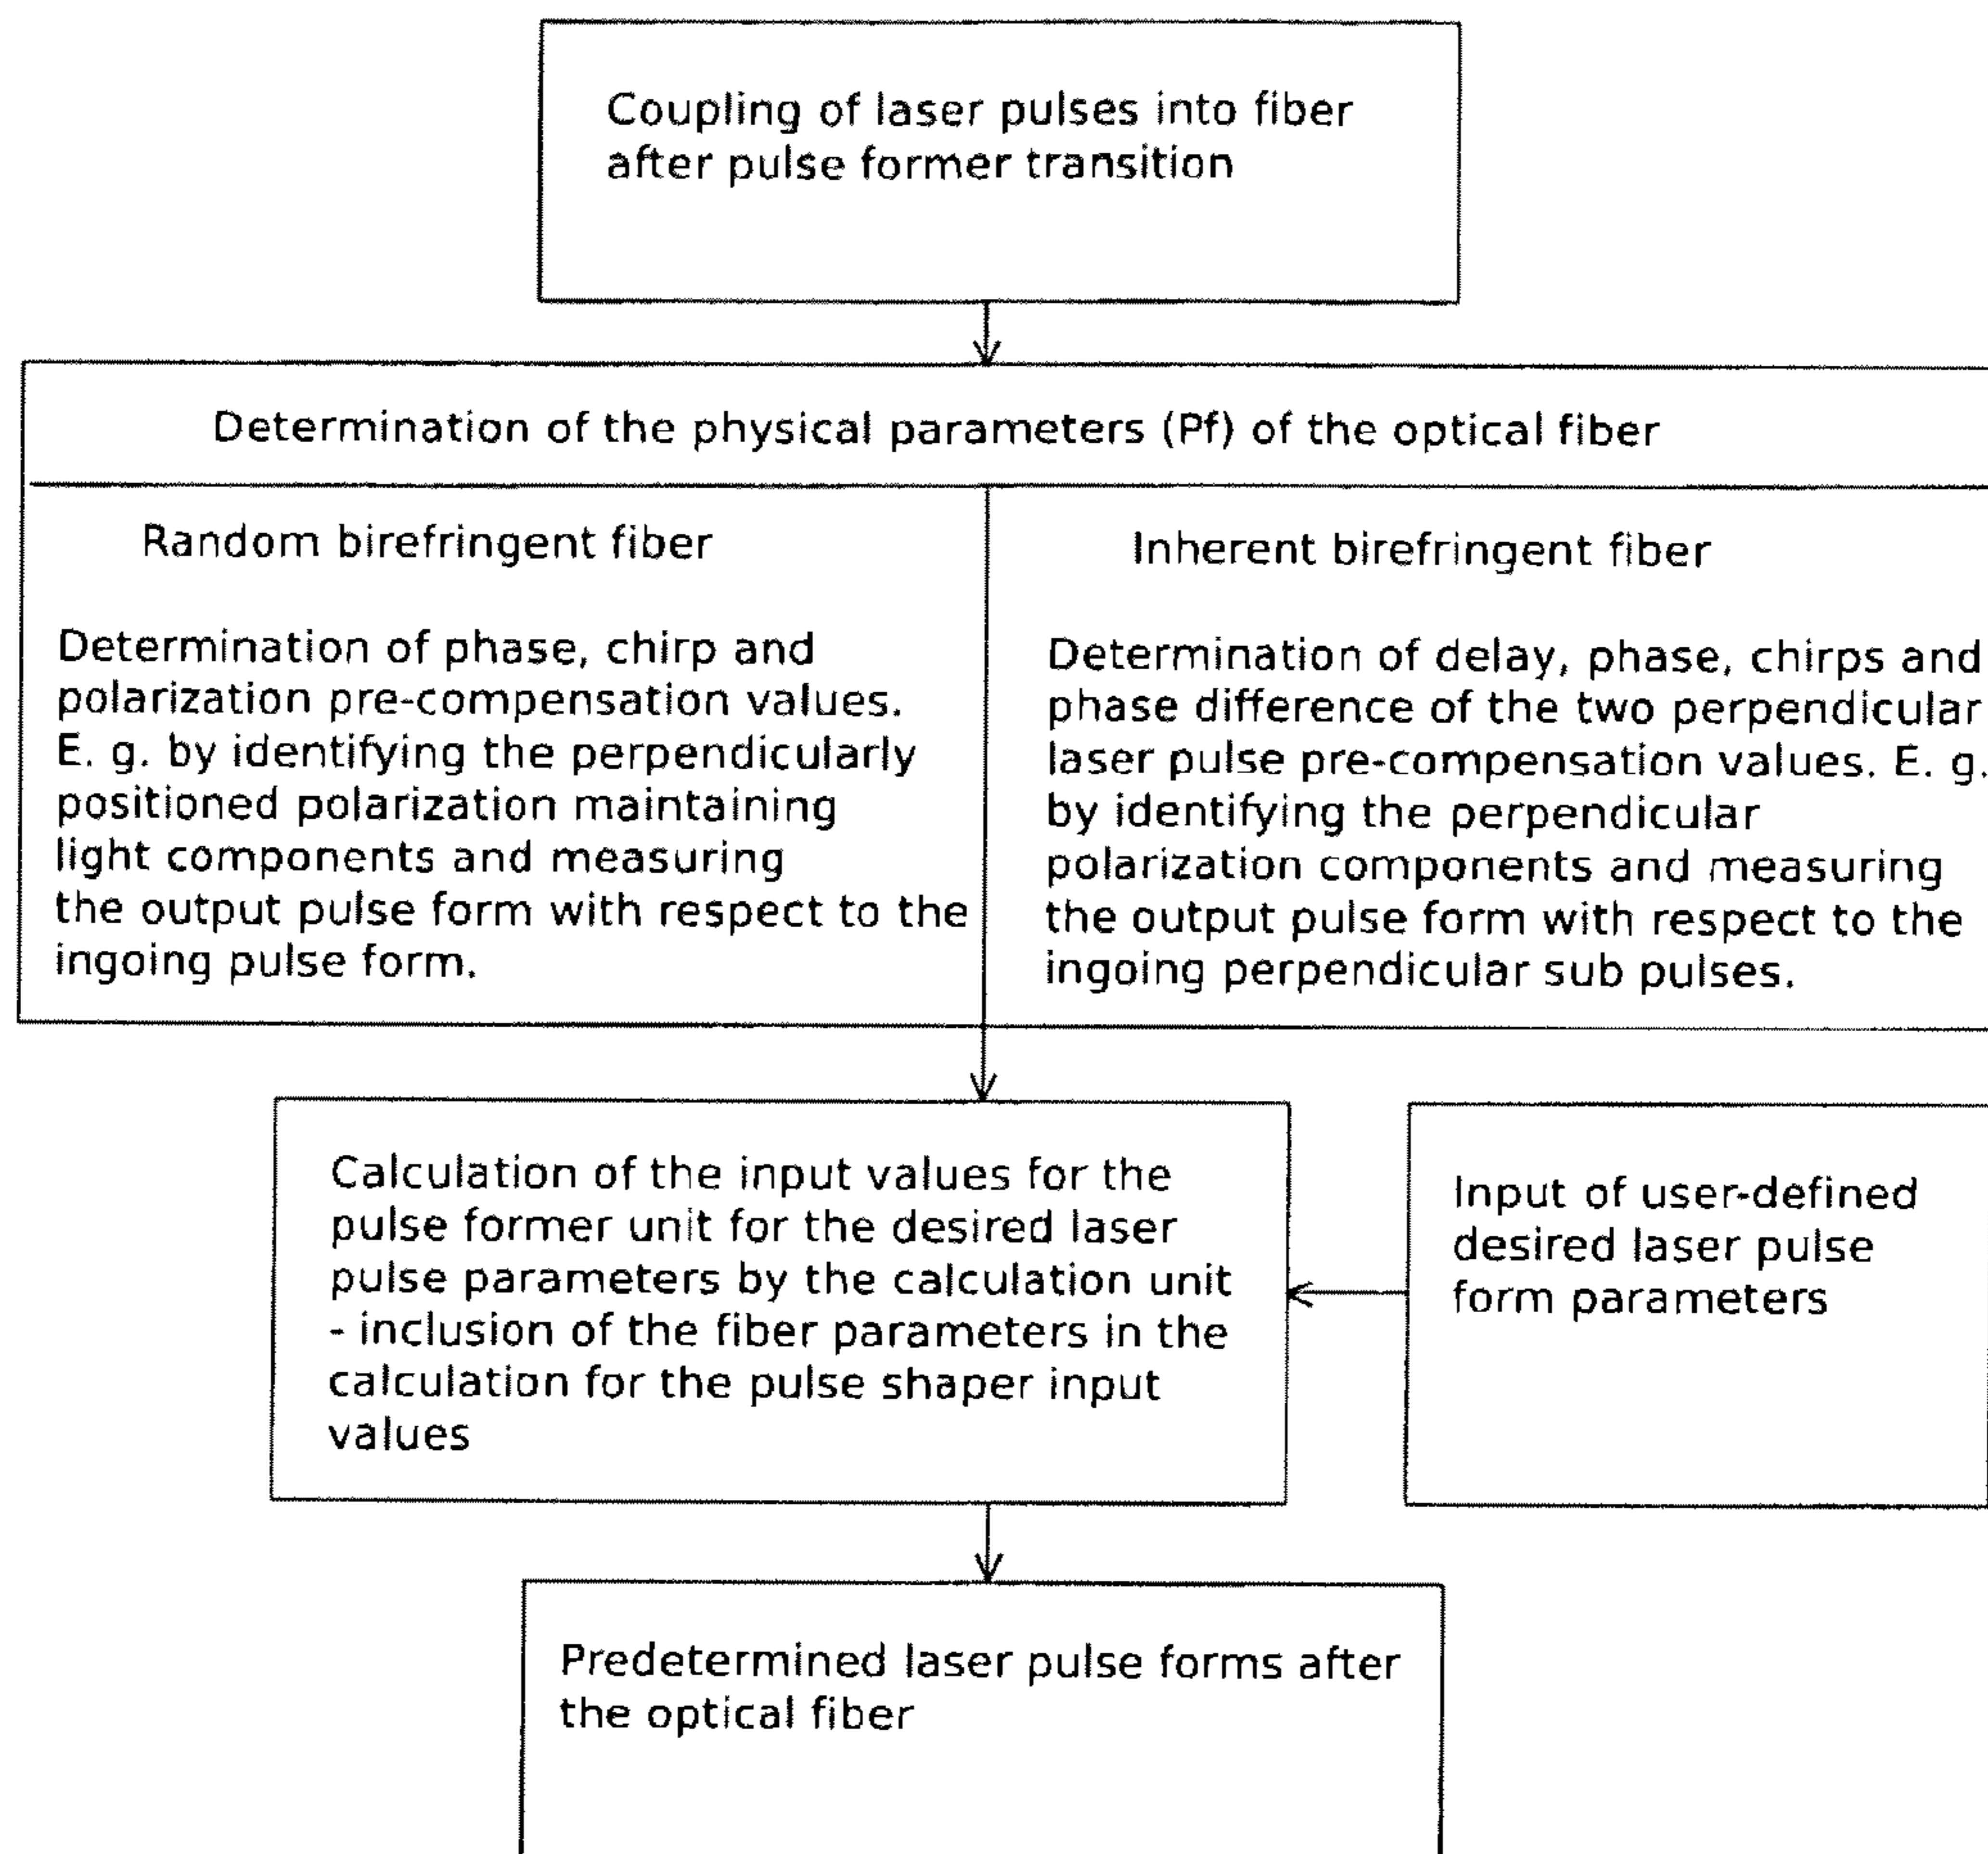 Coupling of laser pulses into fiber
after pulse former transition
Determination of the physical parameters (Pf) of the optical fiber
Random birefringent fiber
Determination of phase, chirp and
polarization pre-compensation values.
E. g. by identifying the perpendicularly
positioned polarization maintaining
light components and measuring
the output pulse form with respect to the
ingoing pulse form.
Inherent birefringent fiber
Determination of delay, phase, chirps and
phase difference of the two perpendicular
laser pulse pre-compensation values. E. g.
by identifying the perpendicular
polarization components and measuring
the output pulse form with respect to the
ingoing perpendicular sub pulses.
Calculation of the input values for the
pulse former unit for the desired laser
pulse parameters by the calculation unit
- inclusion of the fiber parameters in the
calculation for the pulse shaper input
values
Input of user-defined
desired laser pulse
form parameters
Predetermined laser pulse forms after
the optical fiber